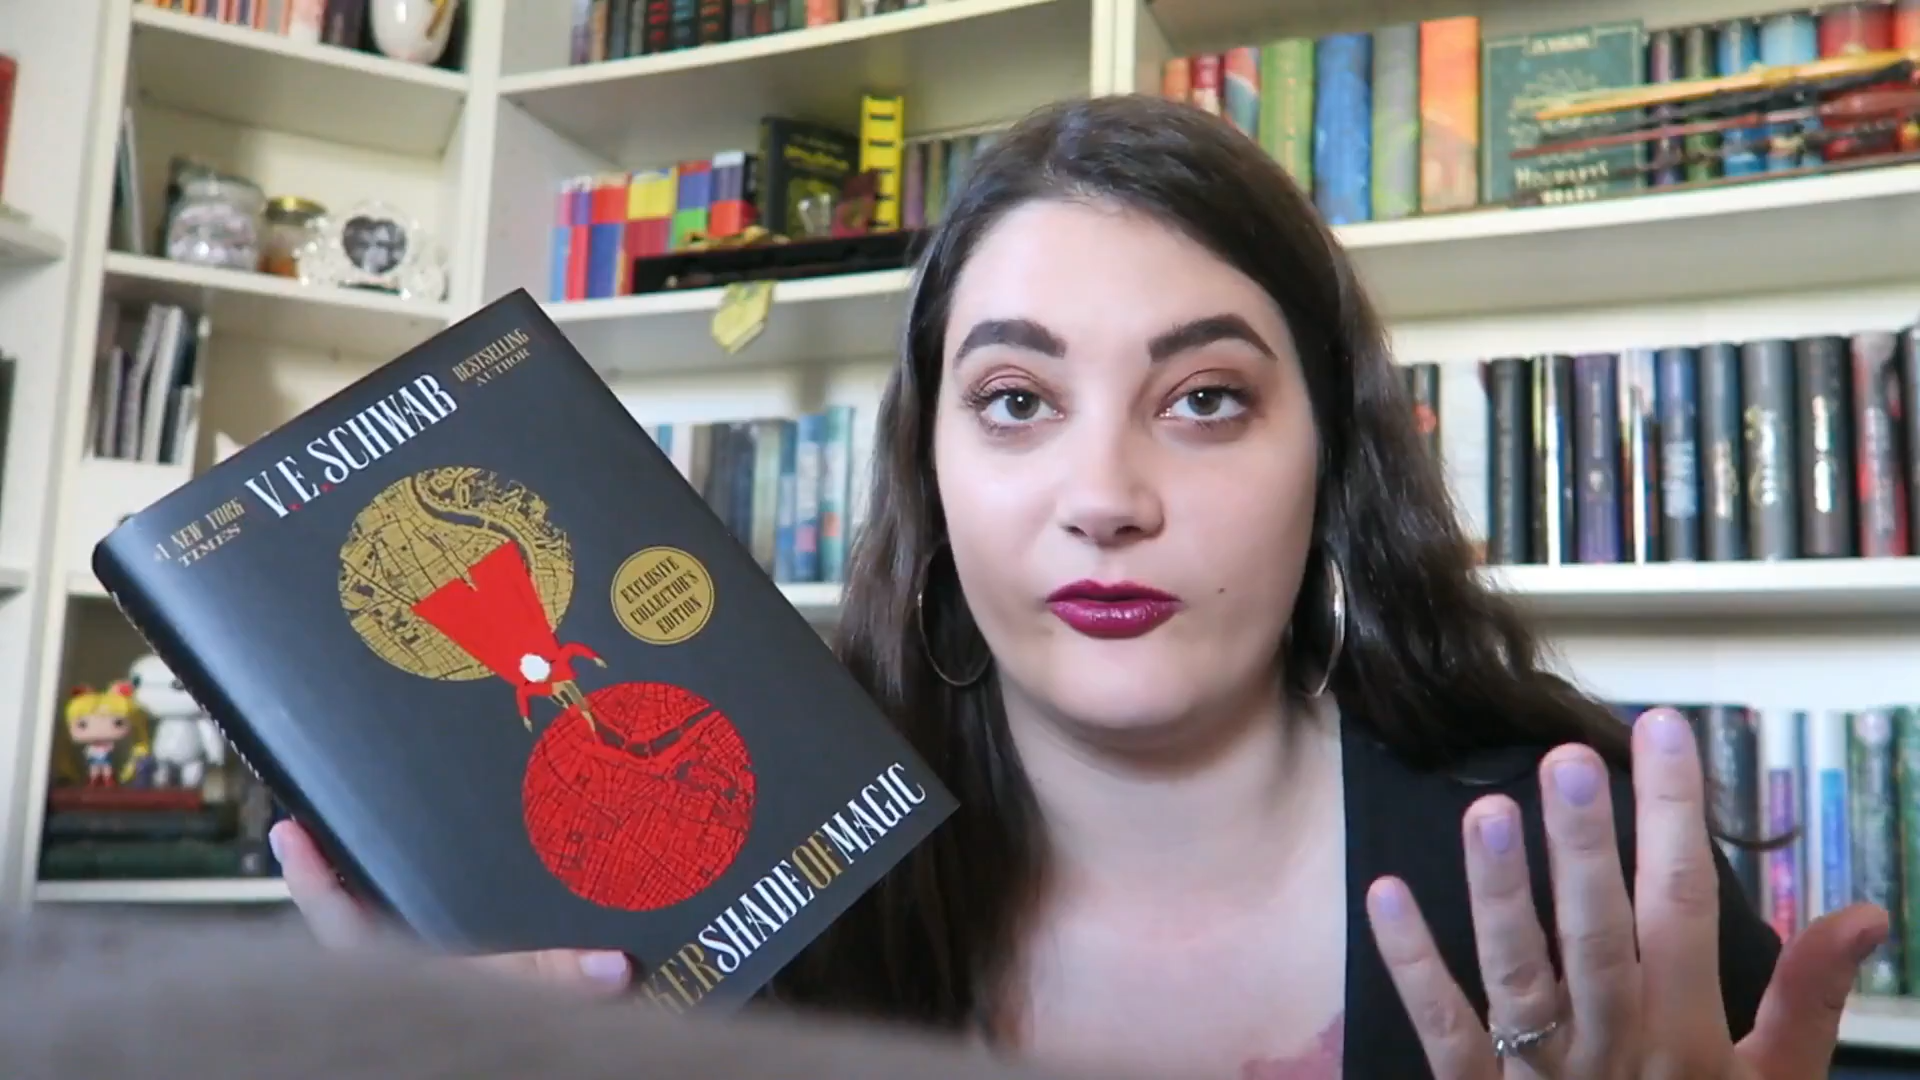 #1 NEW YORK
TIMES
V.E. SCHWAB
BESTSELLING
AUTHOR
EXCLUSIVE
COLLECTOR'S
EDITION
SHADE OF MAGIC